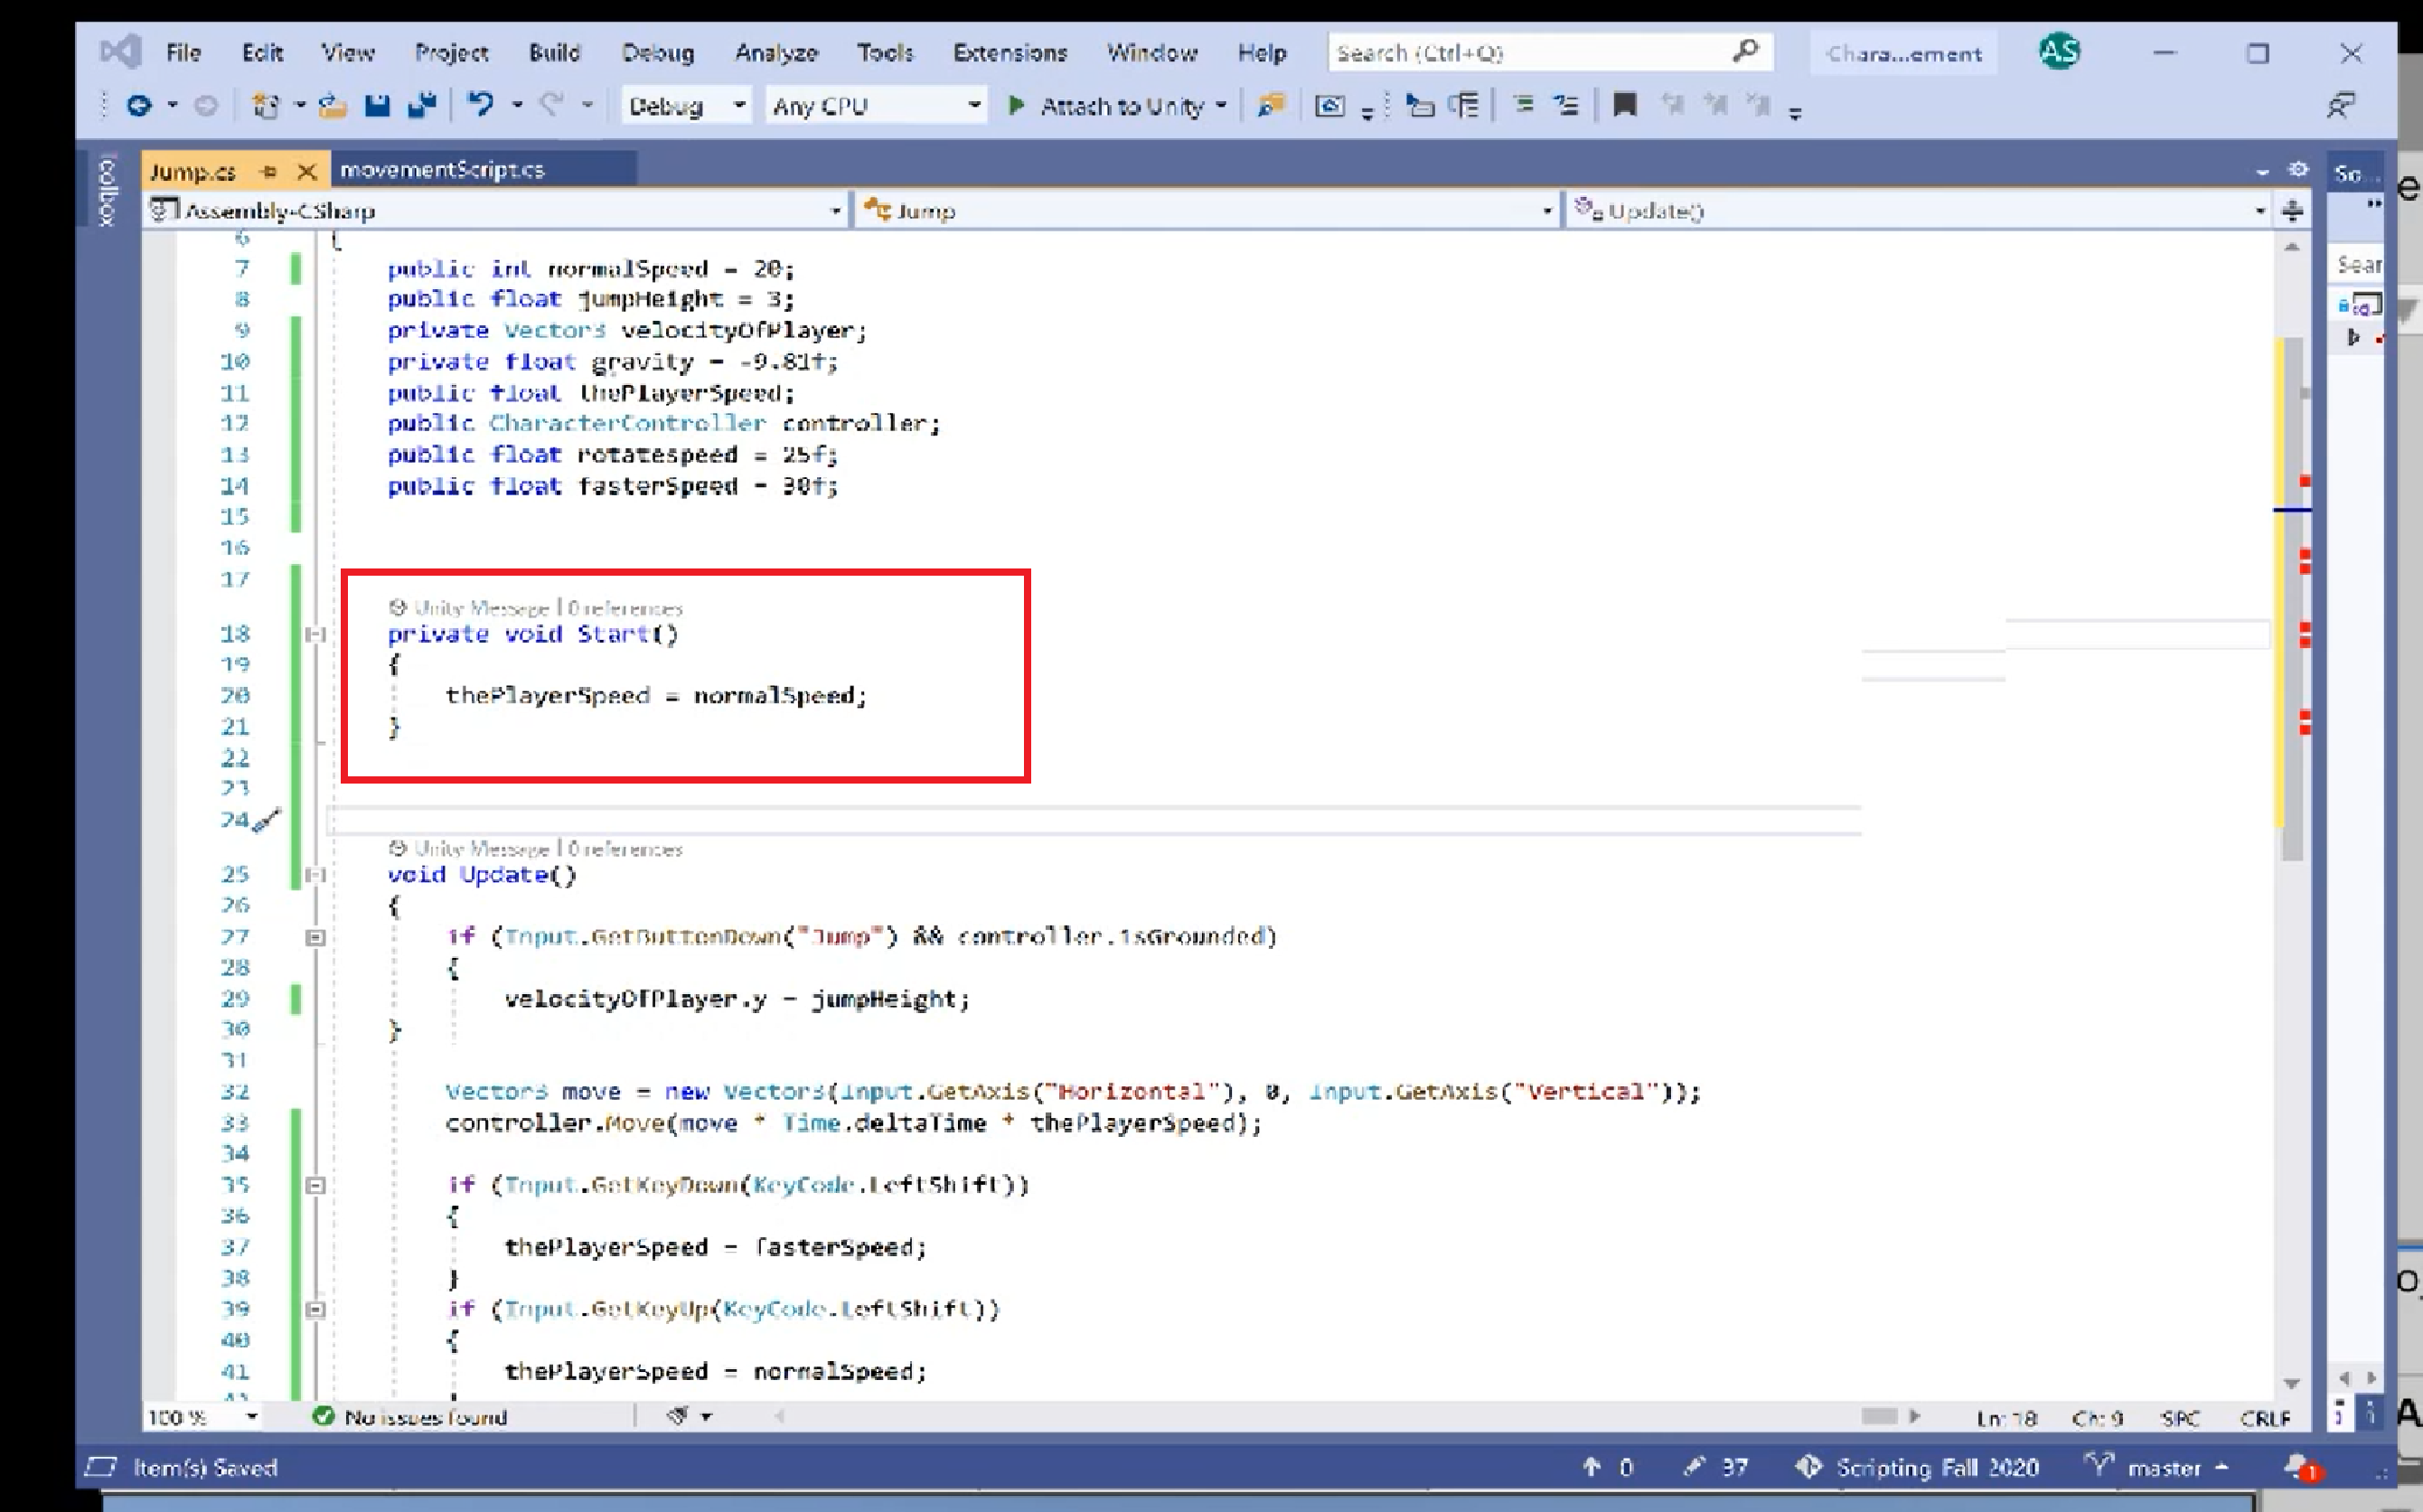 File Edit View Project Build Debug Analyze Tools Extensions Window Help Search (Ctrl+Q) Chara...ement AS
Debug Any CPU Attach to Unity
Toolbox
Jump.cs movementScript.cs
So...
Assembly-CSharp Jump Update()
6 {
7 public int normalSpeed = 20;
Sear
8 public float jumpHeight = 3;
9 private Vector3 velocityOfPlayer;
10 private float gravity = -9.81f;
11 public float thePlayerSpeed;
12 public CharacterController controller;
13 public float rotatespeed = 25f;
14 public float fasterSpeed = 30f;
15
16
17
Unity Message | 0 references
18 private void Start()
19 {
20 thePlayerSpeed = normalSpeed;
21 }
22
23
24
Unity Message | 0 references
25 void Update()
26 {
27 if (Input.GetButtonDown("Jump") && controller.isGrounded)
28 {
29 velocityOfPlayer.y = jumpHeight;
30 }
31
32 Vector3 move = new Vector3(Input.GetAxis("Horizontal"), 0, Input.GetAxis("Vertical"));
33 controller.Move(move * Time.deltaTime * thePlayerSpeed);
34
35 if (Input.GetKeyDown(KeyCode.LeftShift))
36 {
37 thePlayerSpeed = fasterSpeed;
38 }
39 if (Input.GetKeyUp(KeyCode.LeftShift))
40 {
41 thePlayerSpeed = normalSpeed;
100 % No issues found Ln: 18 Ch: 9 SPC CRLF
Item(s) Saved 0 37 Scripting Fall 2020 master 1